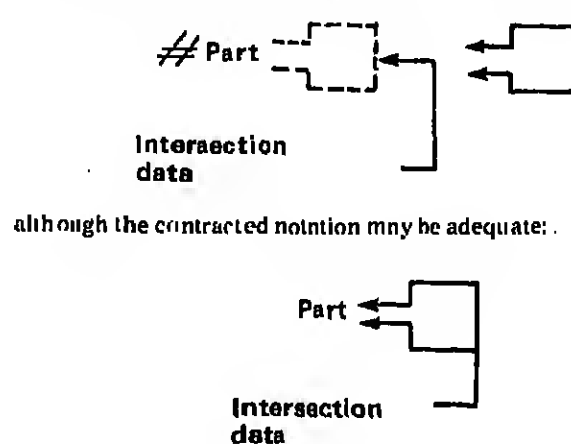 # Part
Intersection
data
although the contracted notation may be adequate:
Part
Intersection
data